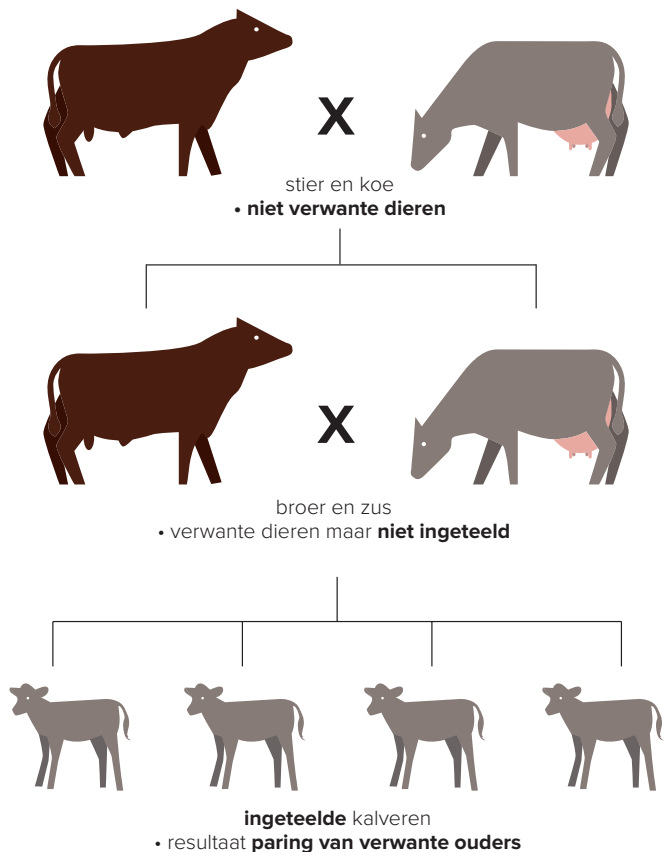 X
stier en koe
• niet verwante dieren
X
broer en zus
• verwante dieren maar niet ingeteeld
ingeteelde kalveren
• resultaat paring van verwante ouders